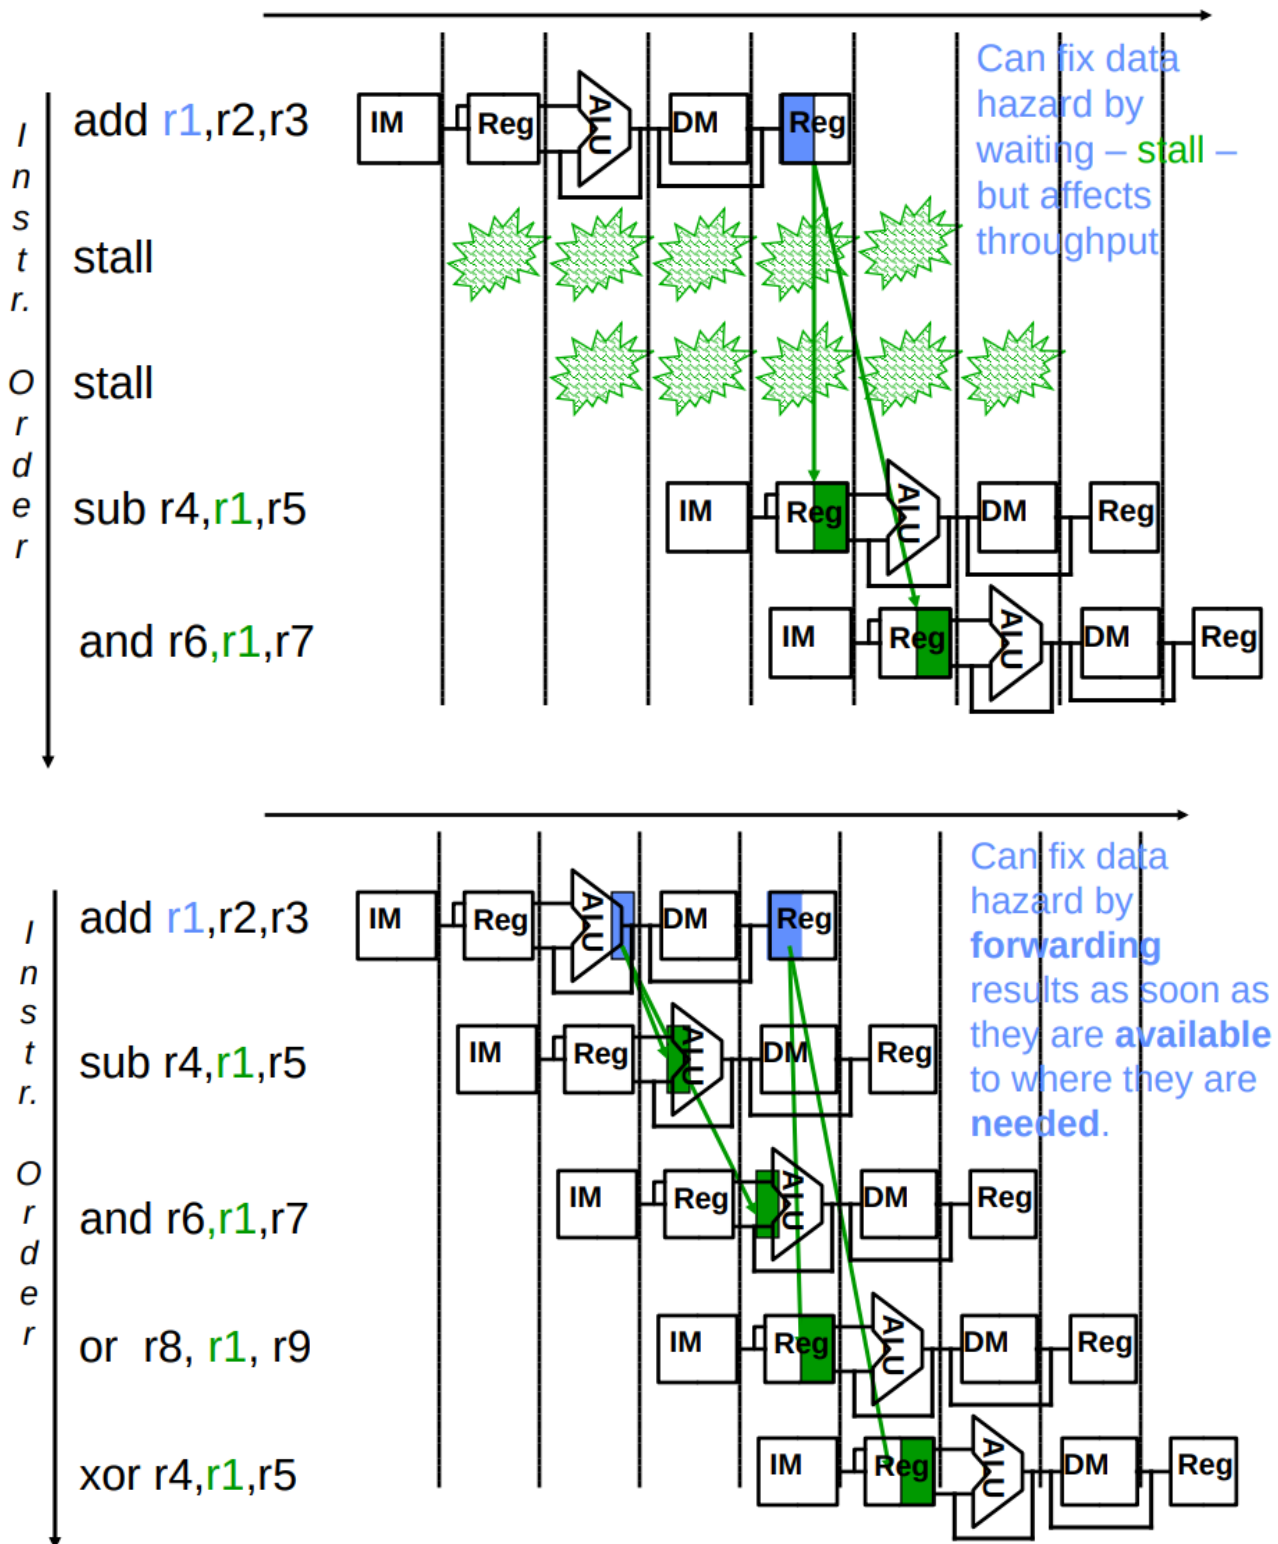 Can fix data
hazard by
waiting – stall –
but affects
throughput
Instr. Order
add r1,r2,r3
IM Reg ALU DM Reg
stall
stall
sub r4,r1,r5
IM Reg ALU DM Reg
and r6,r1,r7
IM Reg ALU DM Reg
Can fix data
hazard by
forwarding
results as soon as
they are available
to where they are
needed.
Instr. Order
add r1,r2,r3
IM Reg ALU DM Reg
sub r4,r1,r5
IM Reg ALU DM Reg
and r6,r1,r7
IM Reg ALU DM Reg
or r8, r1, r9
IM Reg ALU DM Reg
xor r4,r1,r5
IM Reg ALU DM Reg